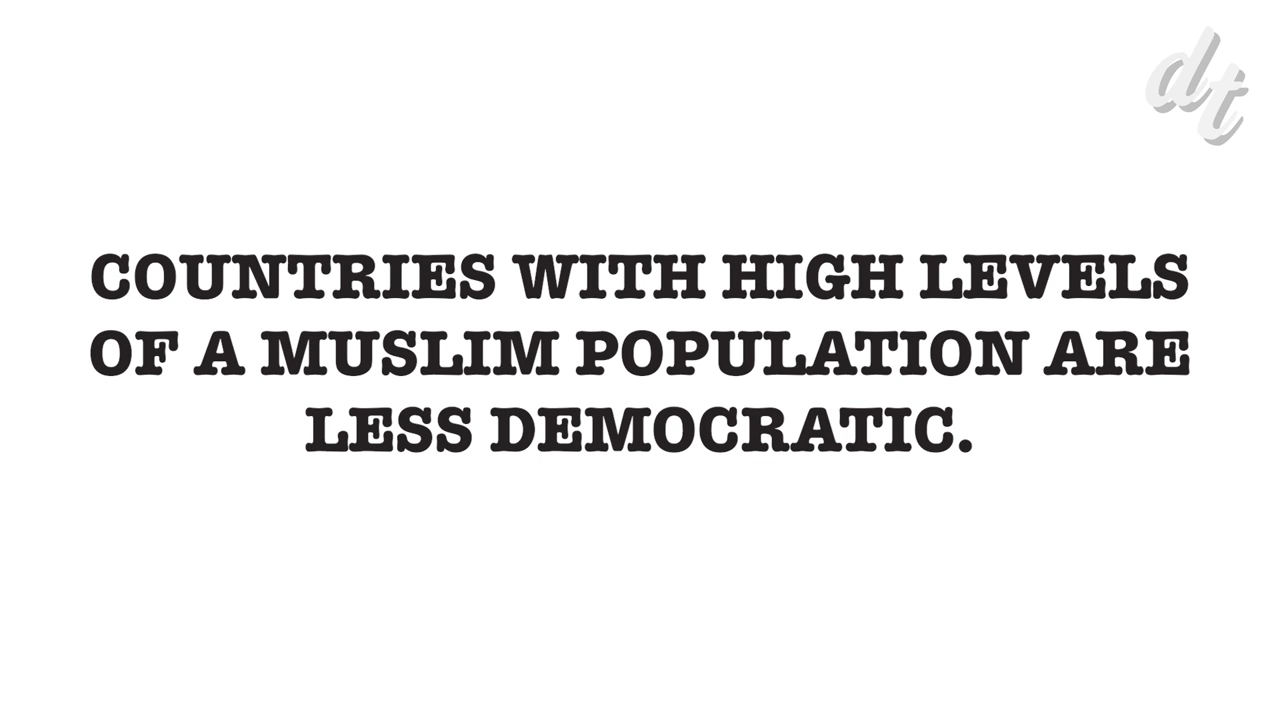 dt
COUNTRIES WITH HIGH LEVELS
OF A MUSLIM POPULATION ARE
LESS DEMOCRATIC.